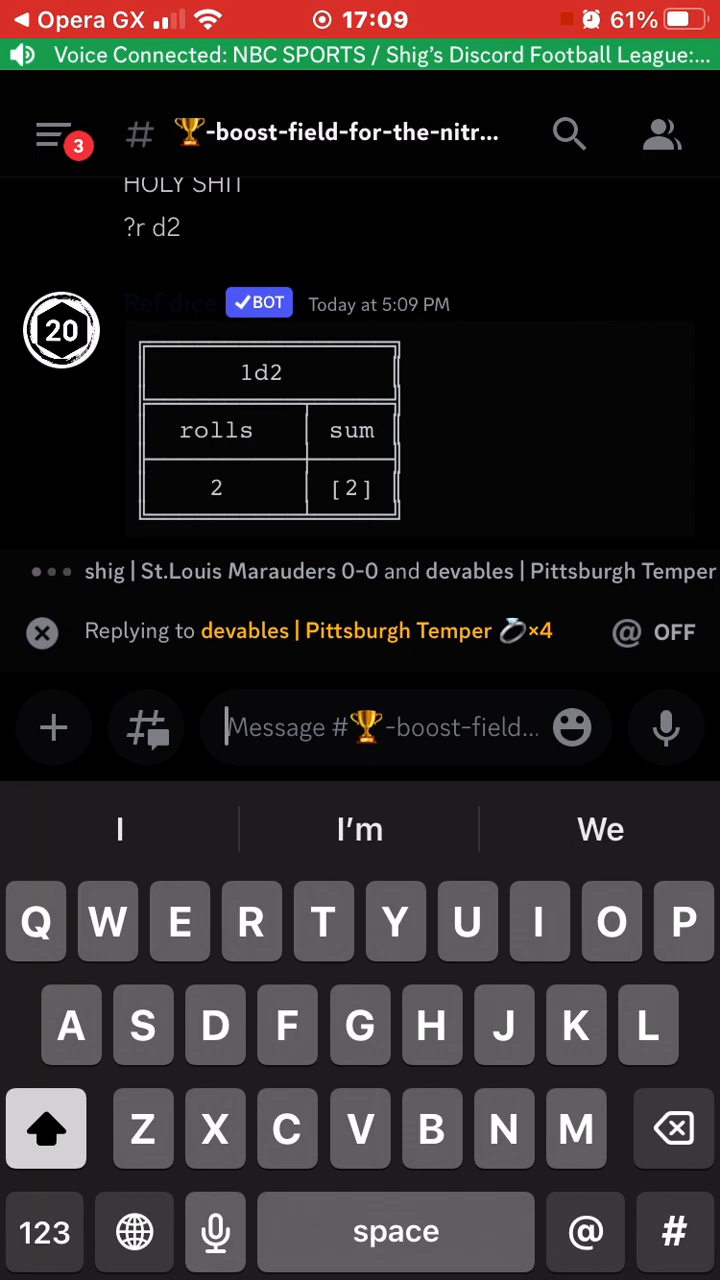 ◀ Opera GX 17:09 61%
Voice Connected: NBC SPORTS / Shig's Discord Football League:...
3 # 🏆-boost-field-for-the-nitr...
HOLY SHIT
?r d2
20 Ref dice ✓BOT Today at 5:09 PM
1d2
rolls sum
2 [2]
shig | St.Louis Marauders 0-0 and devables | Pittsburgh Temper
Replying to devables | Pittsburgh Temper 💍×4 @ OFF
Message #🏆-boost-field...
I I'm We
Q W E R T Y U I O P
A S D F G H J K L
Z X C V B N M
123 space @ #